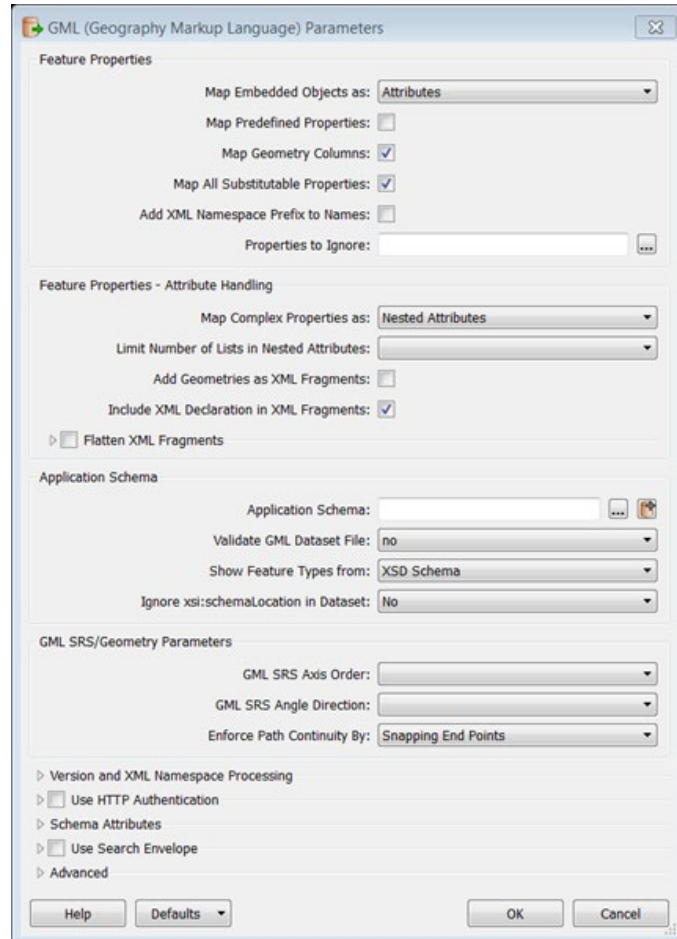 GML (Geography Markup Language) Parameters
Feature Properties
Map Embedded Objects as: Attributes
Map Predefined Properties:
Map Geometry Columns:
Map All Substitutable Properties:
Add XML Namespace Prefix to Names:
Properties to Ignore: ...
Feature Properties - Attribute Handling
Map Complex Properties as: Nested Attributes
Limit Number of Lists in Nested Attributes:
Add Geometries as XML Fragments:
Include XML Declaration in XML Fragments:
Flatten XML Fragments
Application Schema
Application Schema: ...
Validate GML Dataset File: no
Show Feature Types from: XSD Schema
Ignore xsi:schemaLocation in Dataset: No
GML SRS/Geometry Parameters
GML SRS Axis Order:
GML SRS Angle Direction:
Enforce Path Continuity By: Snapping End Points
Version and XML Namespace Processing
Use HTTP Authentication
Schema Attributes
Use Search Envelope
Advanced
Help Defaults OK Cancel